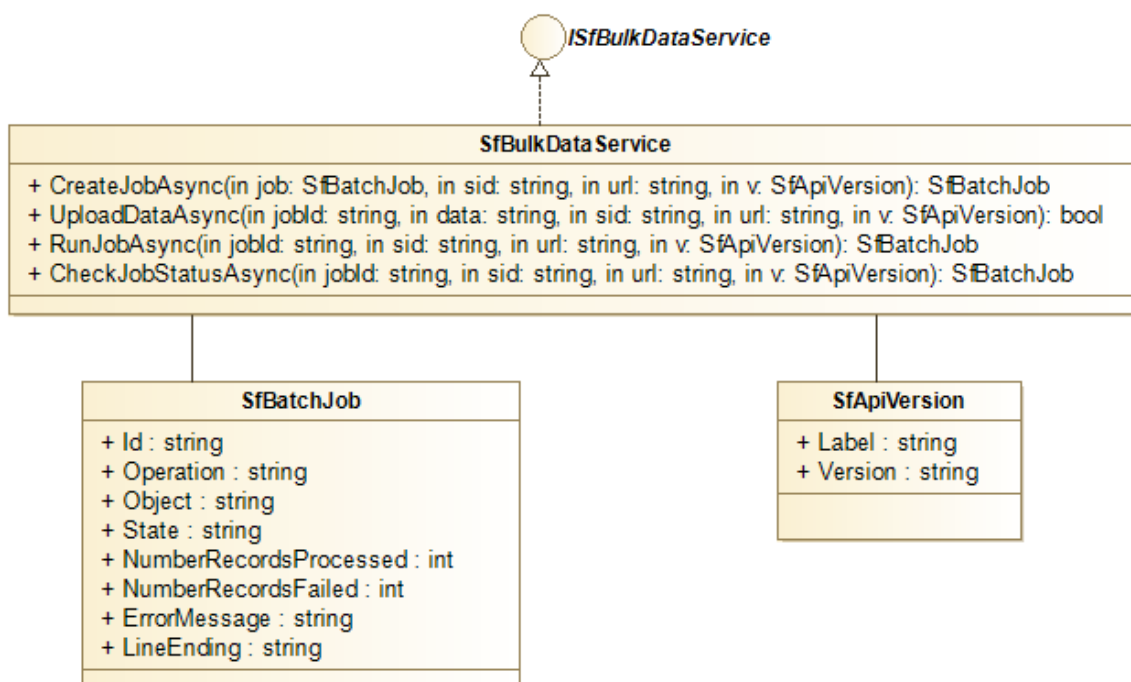 ISfBulkDataService
SfBulkDataService
+ CreateJobAsync(in job: SfBatchJob, in sid: string, in url: string, in v: SfApiVersion): SfBatchJob
+ UploadDataAsync(in jobId: string, in data: string, in sid: string, in url: string, in v: SfApiVersion): bool
+ RunJobAsync(in jobId: string, in sid: string, in url: string, in v: SfApiVersion): SfBatchJob
+ CheckJobStatusAsync(in jobId: string, in sid: string, in url: string, in v: SfApiVersion): SfBatchJob
SfBatchJob
+ Id : string
+ Operation : string
+ Object : string
+ State : string
+ NumberRecordsProcessed : int
+ NumberRecordsFailed : int
+ ErrorMessage : string
+ LineEnding : string
SfApiVersion
+ Label : string
+ Version : string